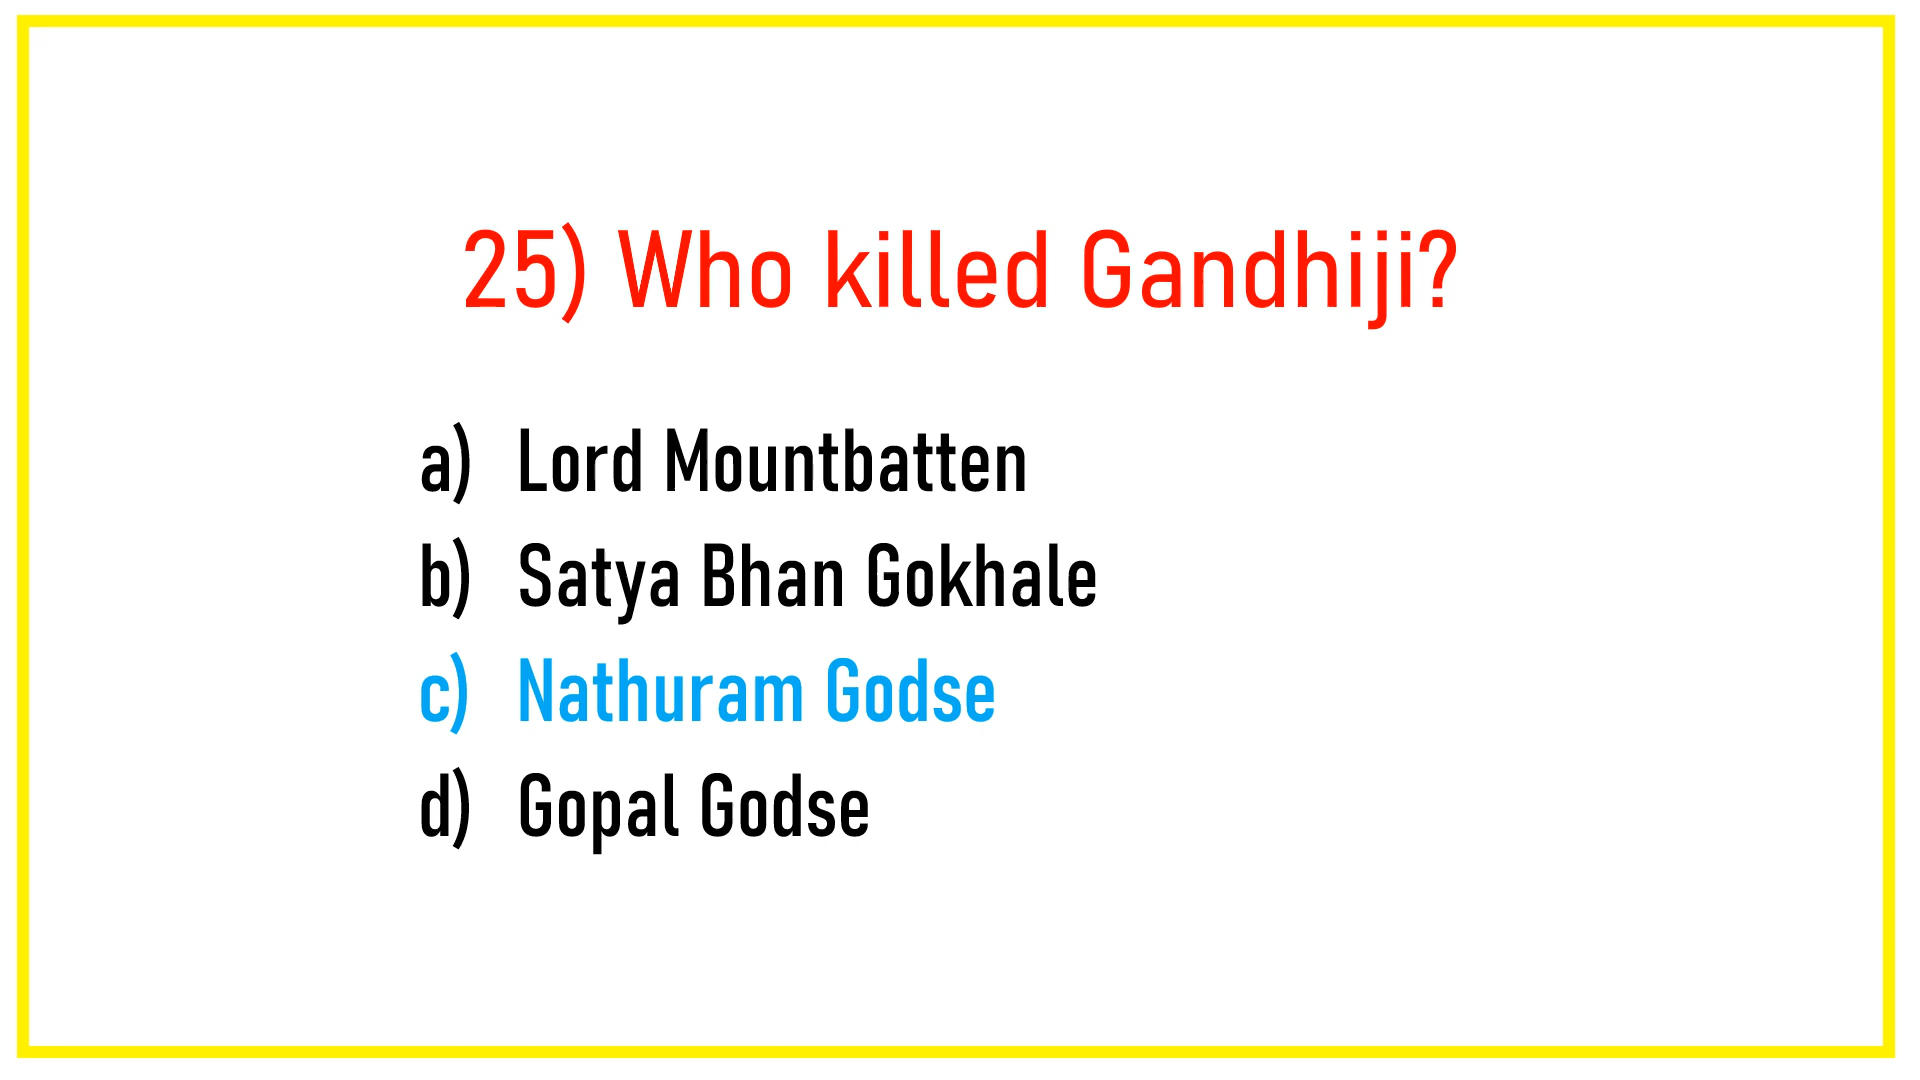 25) Who killed Gandhiji?
a) Lord Mountbatten
b) Satya Bhan Gokhale
c) Nathuram Godse
d) Gopal Godse